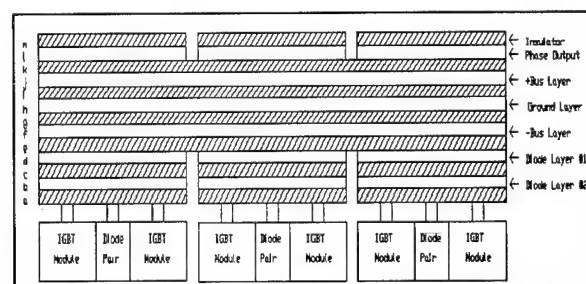 Insulator
Phase Output
+Bus Layer
Ground Layer
-Bus Layer
Diode Layer #1
Diode Layer #2
IGBT Module
Diode Pair
IGBT Module
IGBT Module
Diode Pair
IGBT Module
IGBT Module
Diode Pair
IGBT Module